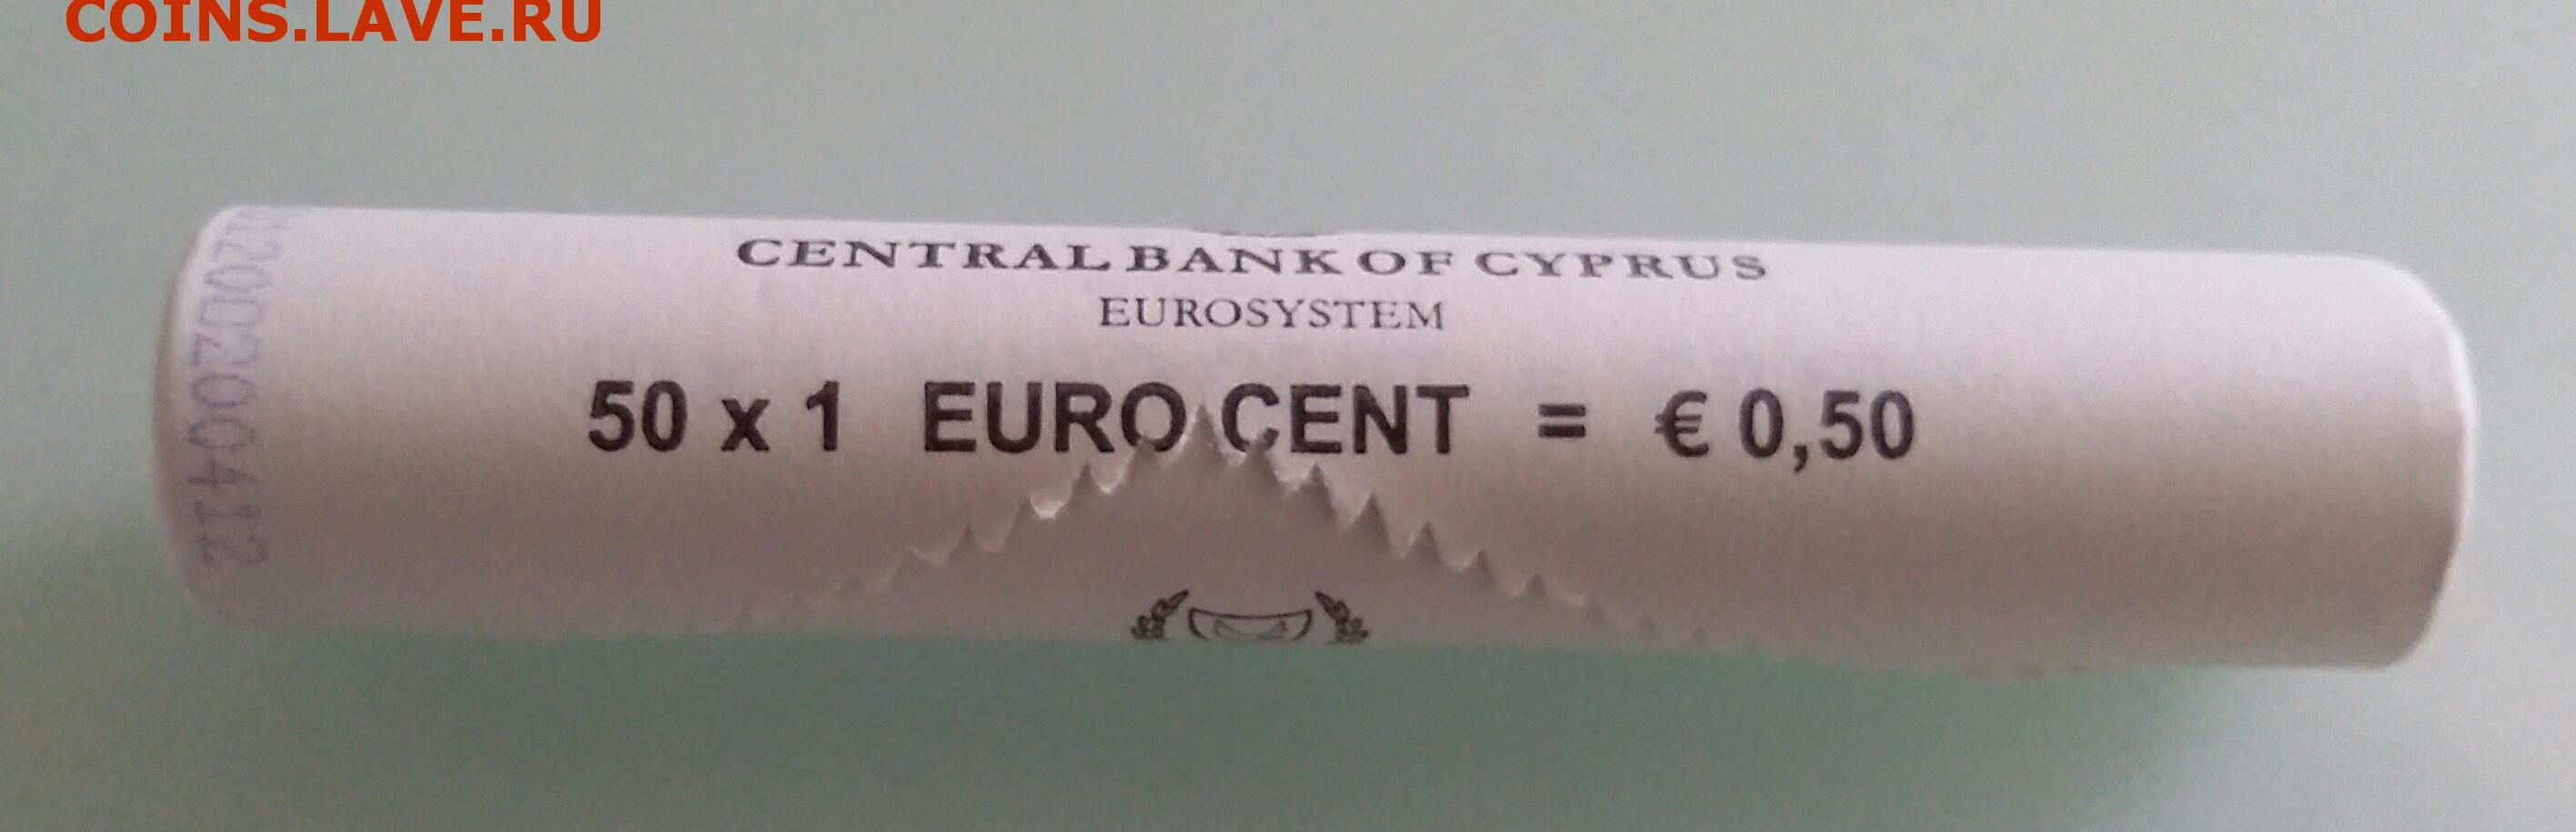 COINS.LAVE.RU
CENTRAL BANK OF CYPRUS
EUROSYSTEM
50 x 1 EURO CENT = € 0,50